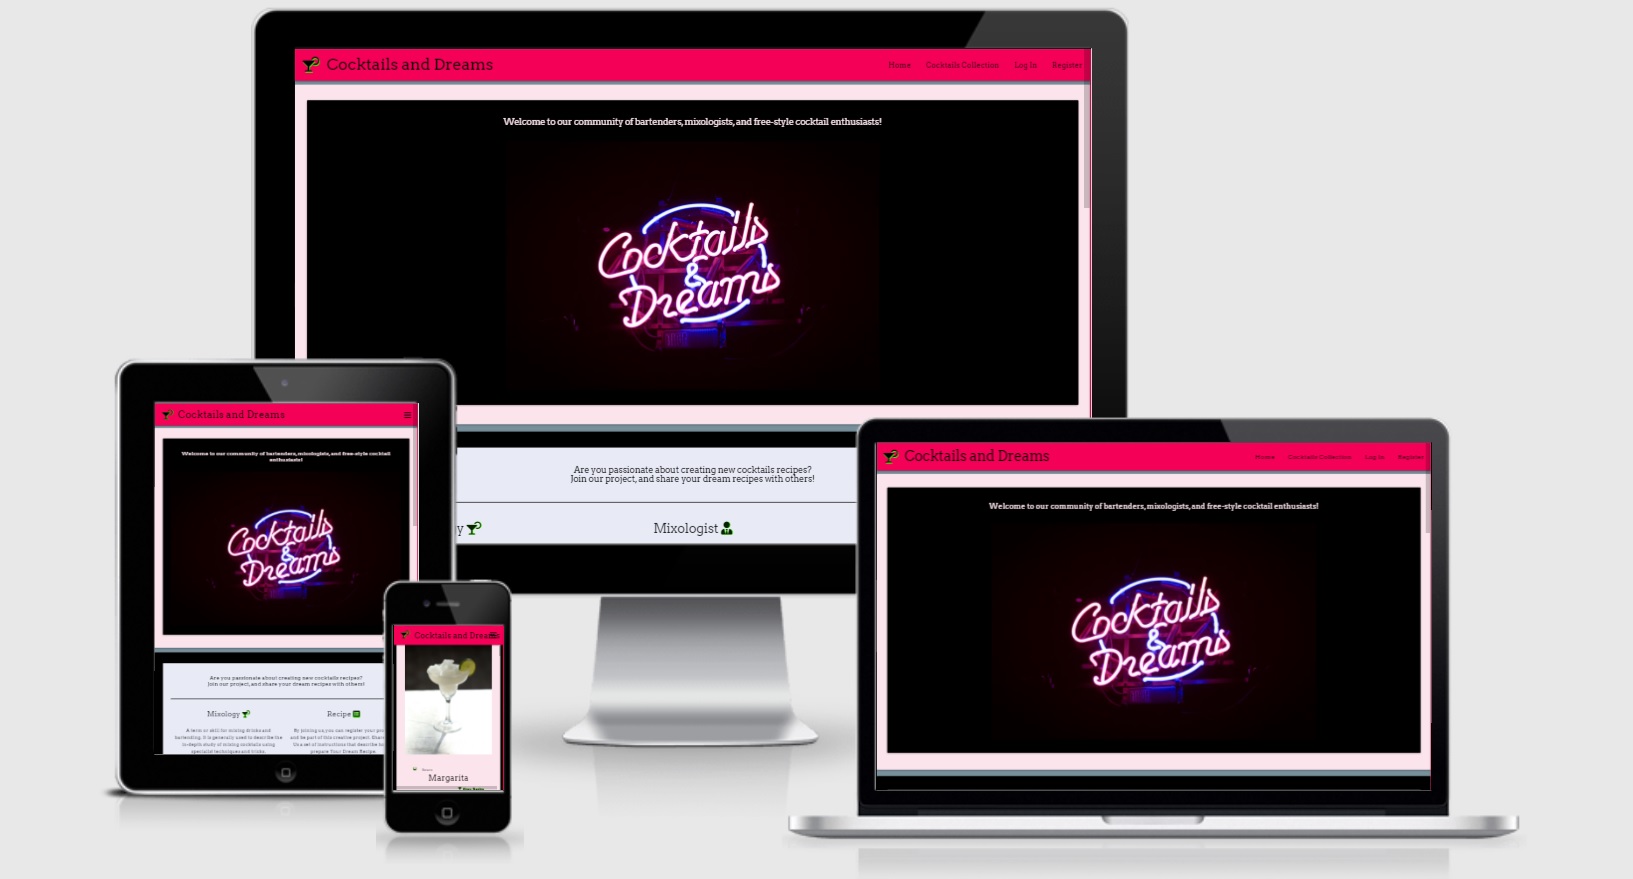 Cocktails and Dreams
Home Cocktails Collection Log In Register
Welcome to our community of bartenders, mixologists, and free-style cocktail enthusiasts!
Cocktails
&
Dreams
Are you passionate about creating new cocktails recipes?
Join our project, and share your dream recipes with others!
y
Mixologist
Cocktails and Dreams
Welcome to our community of bartenders, mixologists, and free-style cocktail
enthusiasts!
Cocktails
&
Dreams
Are you passionate about creating new cocktails recipes?
Join our project, and share your dream recipes with others!
Mixology
Recipe
A term or skill for mixing drinks and
bartending. It is generally used to describe the
in-depth study of mixing cocktails using
specialist techniques and tricks.
By joining us, you can register your
and be part of this creative project. Share
Us a set of instructions that describe
prepare Your Dream Recipe.
Cocktails and Dreams
Margarita
Cocktails and Dreams
Home Cocktails Collection Log In Register
Welcome to our community of bartenders, mixologists, and free-style cocktail enthusiasts!
Cocktails
&
Dreams